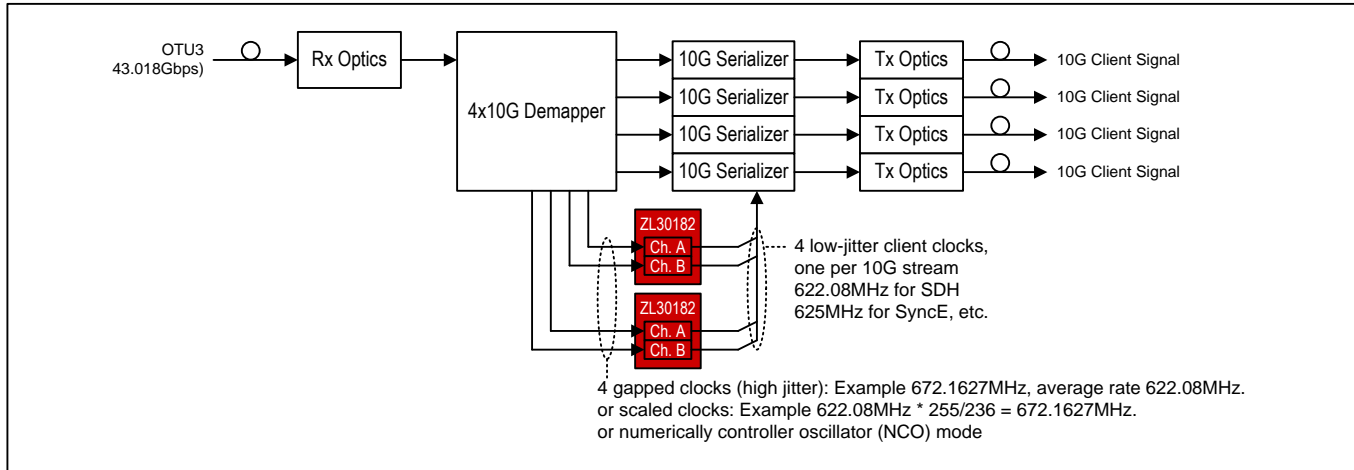 OTU3
43.018Gbps)
Rx Optics
4x10G Demapper
10G Serializer
10G Serializer
10G Serializer
10G Serializer
Tx Optics
Tx Optics
Tx Optics
Tx Optics
10G Client Signal
10G Client Signal
10G Client Signal
10G Client Signal
ZL30182
Ch. A
Ch. B
ZL30182
Ch. A
Ch. B
4 low-jitter client clocks,
one per 10G stream
622.08MHz for SDH
625MHz for SyncE, etc.
4 gapped clocks (high jitter): Example 672.1627MHz, average rate 622.08MHz.
or scaled clocks: Example 622.08MHz * 255/236 = 672.1627MHz.
or numerically controller oscillator (NCO) mode